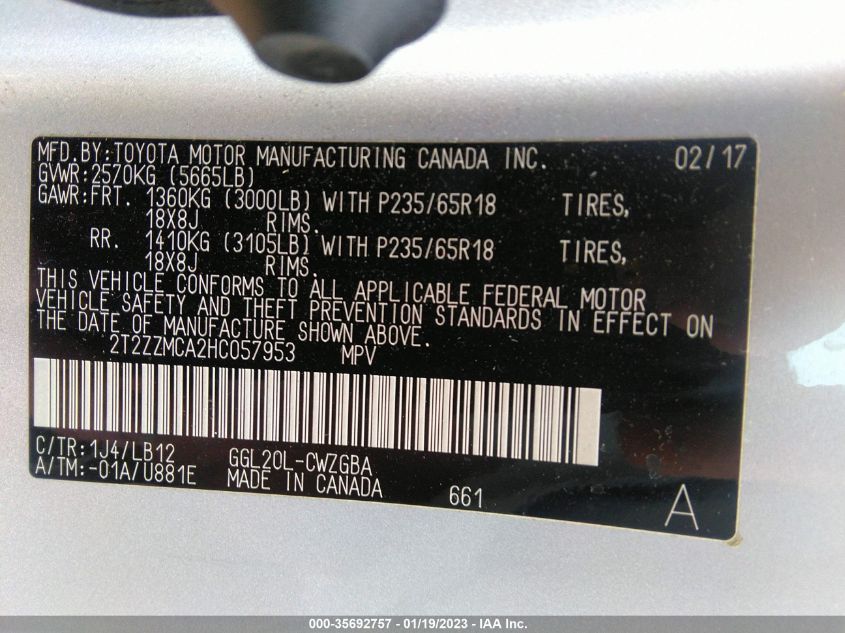 MFD.BY:TOYOTA MOTOR MANUFACTURING CANADA INC. 02/17
GVWR:2570KG (5665LB)
GAWR:FRT. 1360KG (3000LB) WITH P235/65R18 TIRES,
18X8J RIMS.
RR. 1410KG (3105LB) WITH P235/65R18 TIRES,
18X8J RIMS.
THIS VEHICLE CONFORMS TO ALL APPLICABLE FEDERAL MOTOR
VEHICLE SAFETY AND THEFT PREVENTION STANDARDS IN EFFECT ON
THE DATE OF MANUFACTURE SHOWN ABOVE.
2T2ZZMCA2HC057953 MPV
C/TR:1J4/LB12 GGL20L-CWZGBA
A/TM:-01A/U881E MADE IN CANADA 661 A
000-35692757 - 01/19/2023 - IAA Inc.